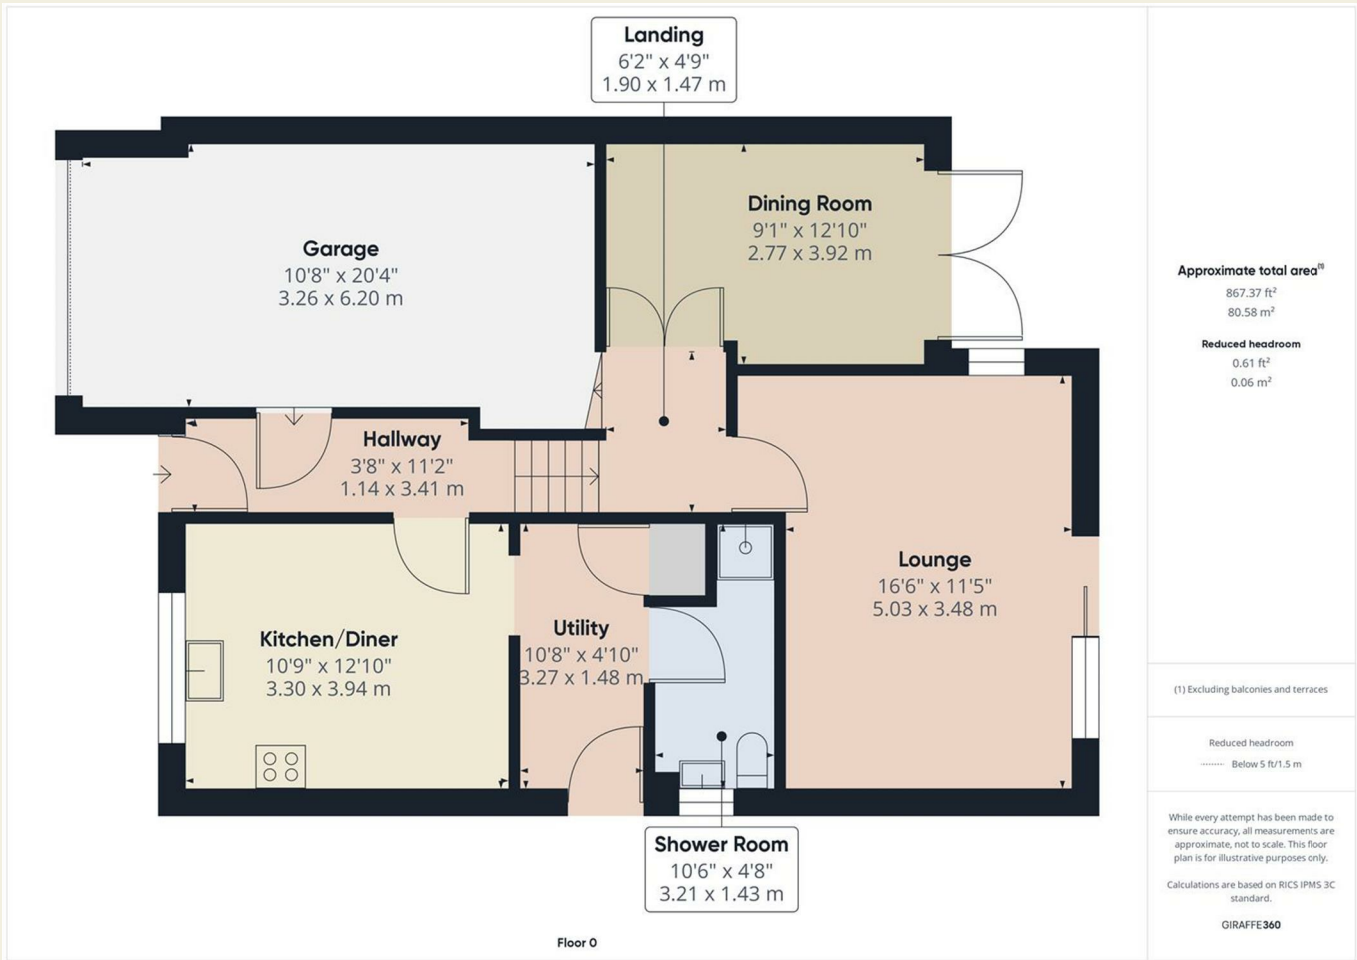 Landing
6'2" x 4'9"
1.90 x 1.47 m
Dining Room
9'1" x 12'10"
2.77 x 3.92 m
Garage
10'8" x 20'4"
3.26 x 6.20 m
Hallway
3'8" x 11'2"
1.14 x 3.41 m
Lounge
16'6" x 11'5"
5.03 x 3.48 m
Kitchen/Diner
10'9" x 12'10"
3.30 x 3.94 m
Utility
10'8" x 4'10"
3.27 x 1.48 m
Shower Room
10'6" x 4'8"
3.21 x 1.43 m
Floor 0
Approximate total area(1)
867.37 ft²
80.58 m²
Reduced headroom
0.61 ft²
0.06 m²
(1) Excluding balconies and terraces
Reduced headroom
Below 5 ft/1.5 m
While every attempt has been made to
ensure accuracy, all measurements are
approximate, not to scale. This floor
plan is for illustrative purposes only.
Calculations are based on RICS IPMS 3C
standard.
GIRAFFE360